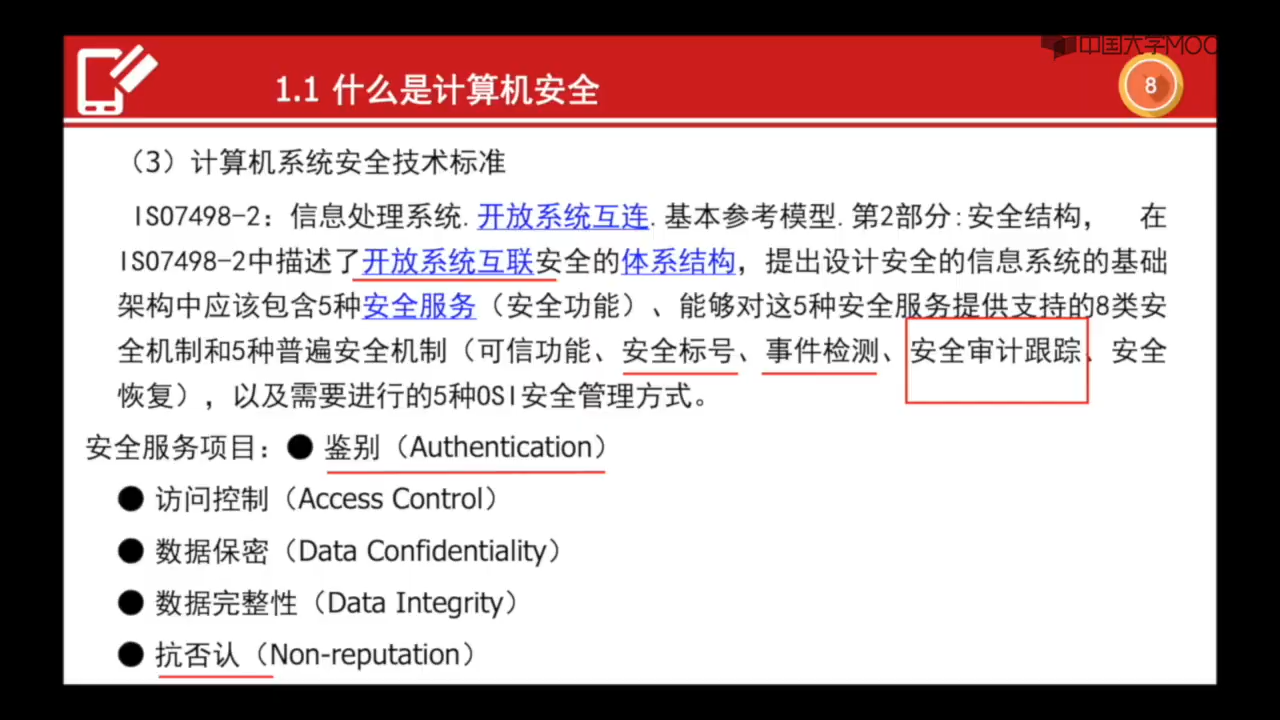 中国大学MOOC
1.1 什么是计算机安全
8
（3）计算机系统安全技术标准
ISO7498-2：信息处理系统.开放系统互连.基本参考模型.第2部分:安全结构， 在
ISO7498-2中描述了开放系统互联安全的体系结构，提出设计安全的信息系统的基础
架构中应该包含5种安全服务（安全功能）、能够对这5种安全服务提供支持的8类安
全机制和5种普遍安全机制（可信功能、安全标号、事件检测、安全审计跟踪、安全
恢复），以及需要进行的5种OSI安全管理方式。
安全服务项目：● 鉴别（Authentication）
● 访问控制（Access Control）
● 数据保密（Data Confidentiality）
● 数据完整性（Data Integrity）
● 抗否认（Non-reputation）